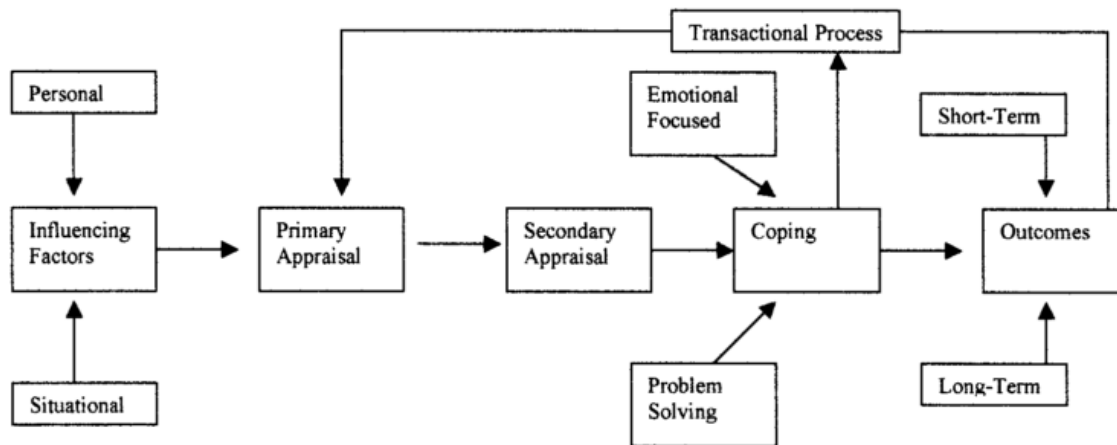 Transactional Process
Personal
Emotional
Focused
Short-Term
Influencing
Factors
Primary
Appraisal
Secondary
Appraisal
Coping
Outcomes
Problem
Solving
Situational
Long-Term